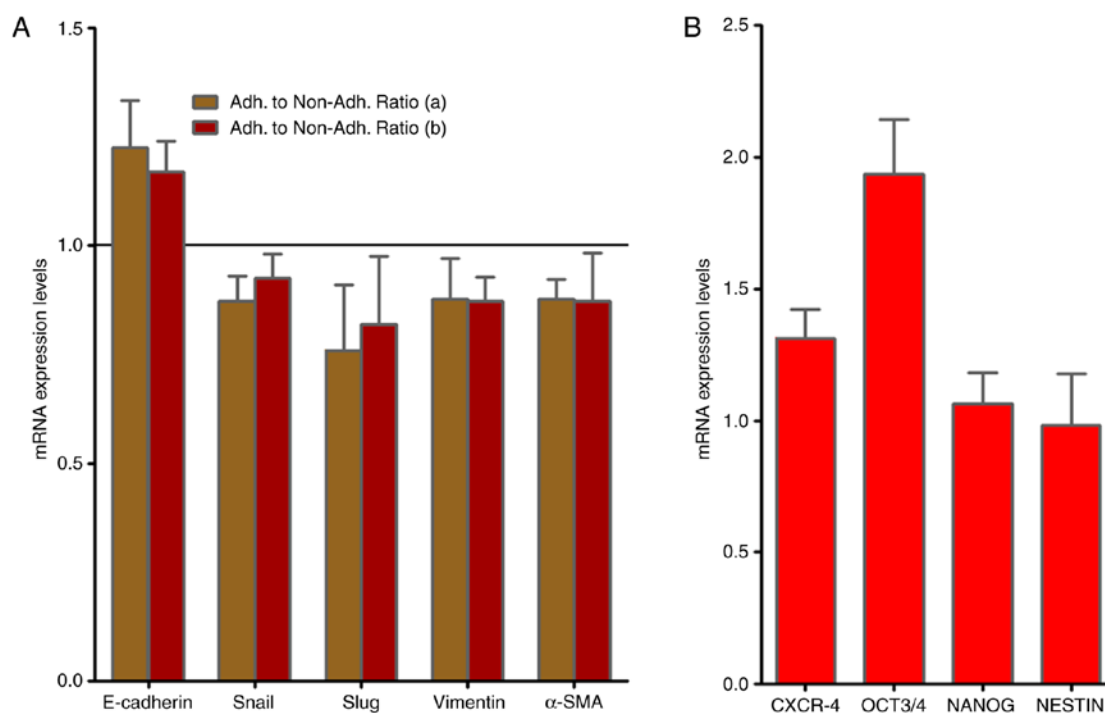 A
1.5
1.0
0.5
0.0
mRNA expression levels
Adh. to Non-Adh. Ratio (a)
Adh. to Non-Adh. Ratio (b)
E-cadherin Snail Slug Vimentin α-SMA
B
2.5
2.0
1.5
1.0
0.5
0.0
mRNA expression levels
CXCR-4 OCT3/4 NANOG NESTIN